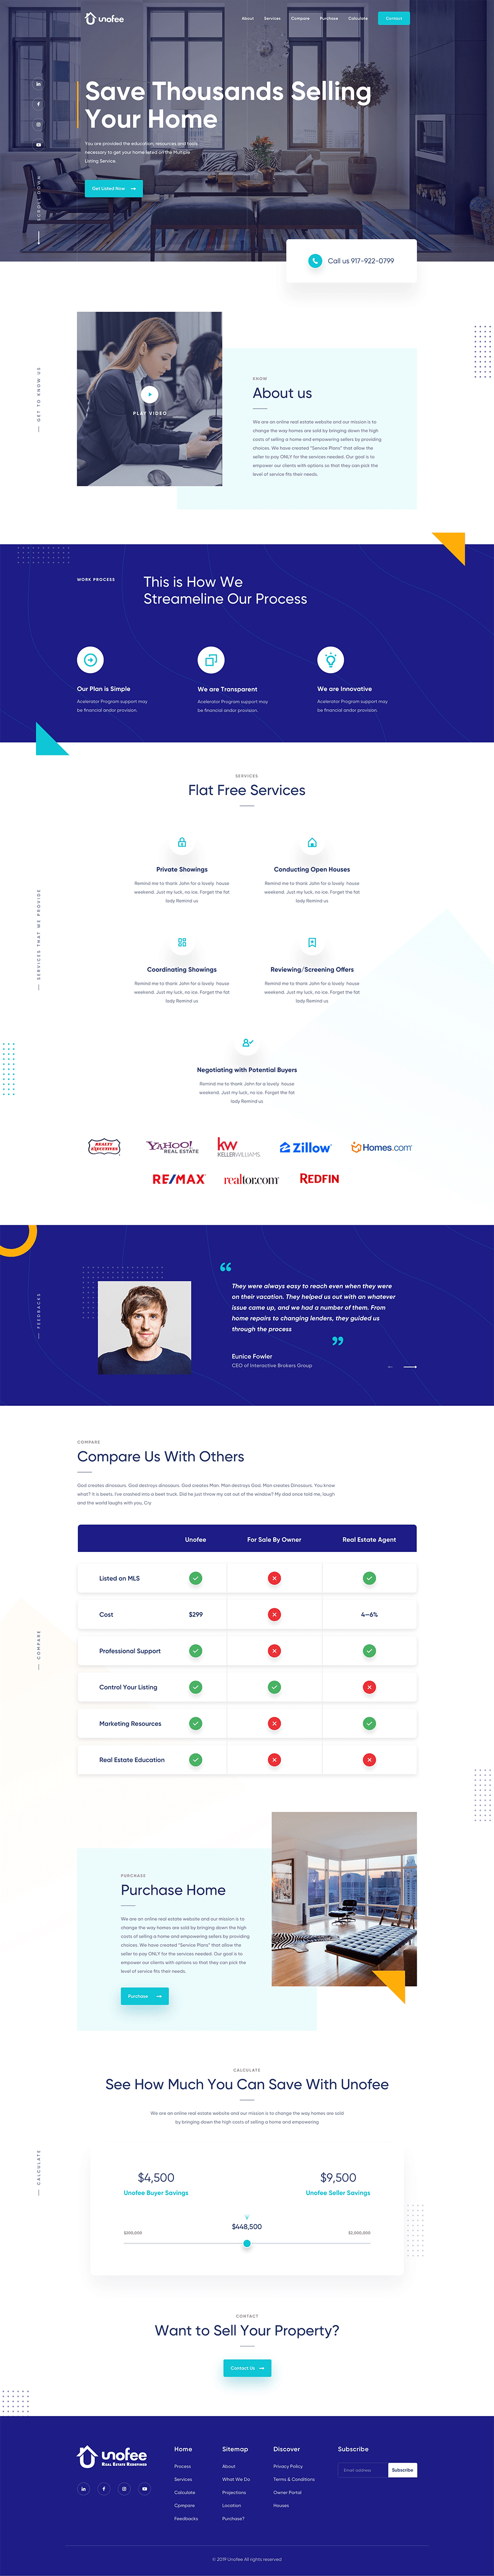 unofee
About Services Compare Purchase Calculate Contact
Save Thousands Selling
Your Home
You are provided the education, resources and tools
necessary to get your home listed on the Multiple
Listing Service.
Get Listed Now
SCROLL DOWN
Call us 917-922-0799
GET TO KNOW US
PLAY VIDEO
KNOW
About us
We are an online real estate website and our mission is to
change the way homes are sold by bringing down the high
costs of selling a home and empowering sellers by providing
choices. We have created "Service Plans" that allow the
seller to pay ONLY for the services needed. Our goal is to
empower our clients with options so that they can pick the
level of service fits their needs.
WORK PROCESS
This is How We
Streameline Our Process
Our Plan is Simple
Acelerator Program support may
be financial andor provision.
We are Transparent
Acelerator Program support may
be financial andor provision.
We are Innovative
Acelerator Program support may
be financial andor provision.
SERVICES
Flat Free Services
SERVICES THAT WE PROVIDE
Private Showings
Remind me to thank John for a lovely house
weekend. Just my luck, no ice. Forget the fat
lady Remind us
Conducting Open Houses
Remind me to thank John for a lovely house
weekend. Just my luck, no ice. Forget the fat
lady Remind us
Coordinating Showings
Remind me to thank John for a lovely house
weekend. Just my luck, no ice. Forget the fat
lady Remind us
Reviewing/Screening Offers
Remind me to thank John for a lovely house
weekend. Just my luck, no ice. Forget the fat
lady Remind us
Negotiating with Potential Buyers
Remind me to thank John for a lovely house
weekend. Just my luck, no ice. Forget the fat
lady Remind us
REALTY
EXECUTIVES
YAHOO!
REAL ESTATE
kw
KELLERWILLIAMS.
Zillow
Homes.com
RE/MAX
realtor.com
REDFIN
FEEDBACKS
“
They were always easy to reach even when they were
on their vacation. They helped us out with an whatever
issue came up, and we had a number of them. From
home repairs to changing lenders, they guided us
through the process
”
Eunice Fowler
CEO of Interactive Brokers Group
COMPARE
Compare Us With Others
God creates dinosaurs. God destroys dinosaurs. God creates Man. Man destroys God. Man creates Dinosaurs. You know
what? It is beets. I've crashed into a beet truck. Did he just throw my cat out of the window? My dad once told me, laugh
and the world laughs with you, Cry
COMPARE
Unofee For Sale By Owner Real Estate Agent
Listed on MLS
Cost $299 4—6%
Professional Support
Control Your Listing
Marketing Resources
Real Estate Education
PURCHASE
Purchase Home
We are an online real estate website and our mission is to
change the way homes are sold by bringing down the high
costs of selling a home and empowering sellers by providing
choices. We have created "Service Plans" that allow the
seller to pay ONLY for the services needed. Our goal is to
empower our clients with options so that they can pick the
level of service fits their needs.
Purchase
CALCULATE
See How Much You Can Save With Unofee
We are an online real estate website and our mission is to change the way homes are sold
by bringing down the high costs of selling a home and empowering
CALCULATE
$4,500
Unofee Buyer Savings
$9,500
Unofee Seller Savings
$448,500
CONTACT
Want to Sell Your Property?
Contact Us
unofee
REAL ESTATE REDEFINED
Home
Process
Services
Calculate
Cpmpare
Feedbacks
Sitemap
About
What We Do
Projections
Location
Purchase?
Discover
Privacy Policy
Terms & Conditions
Owner Portal
Houses
Subscribe
Email address
Subscribe
© 2019 Unofee All rights reserved